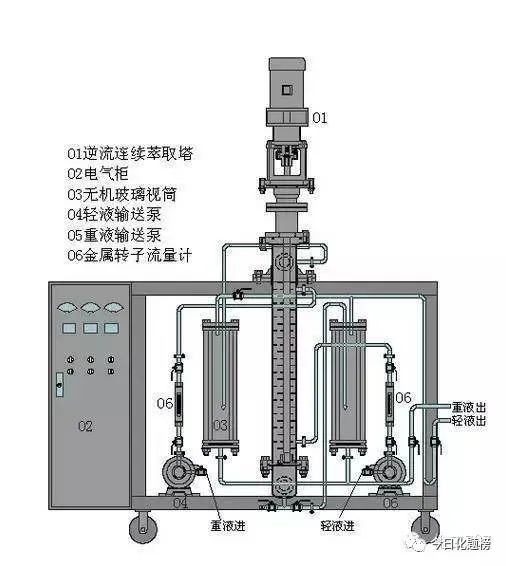 01
01逆流连续萃取塔
02电气柜
03无机玻璃视筒
04轻液输送泵
05重液输送泵
06金属转子流量计
06
06
重液出
轻液出
02
03
04
06
重液进
轻液进
今日化题榜